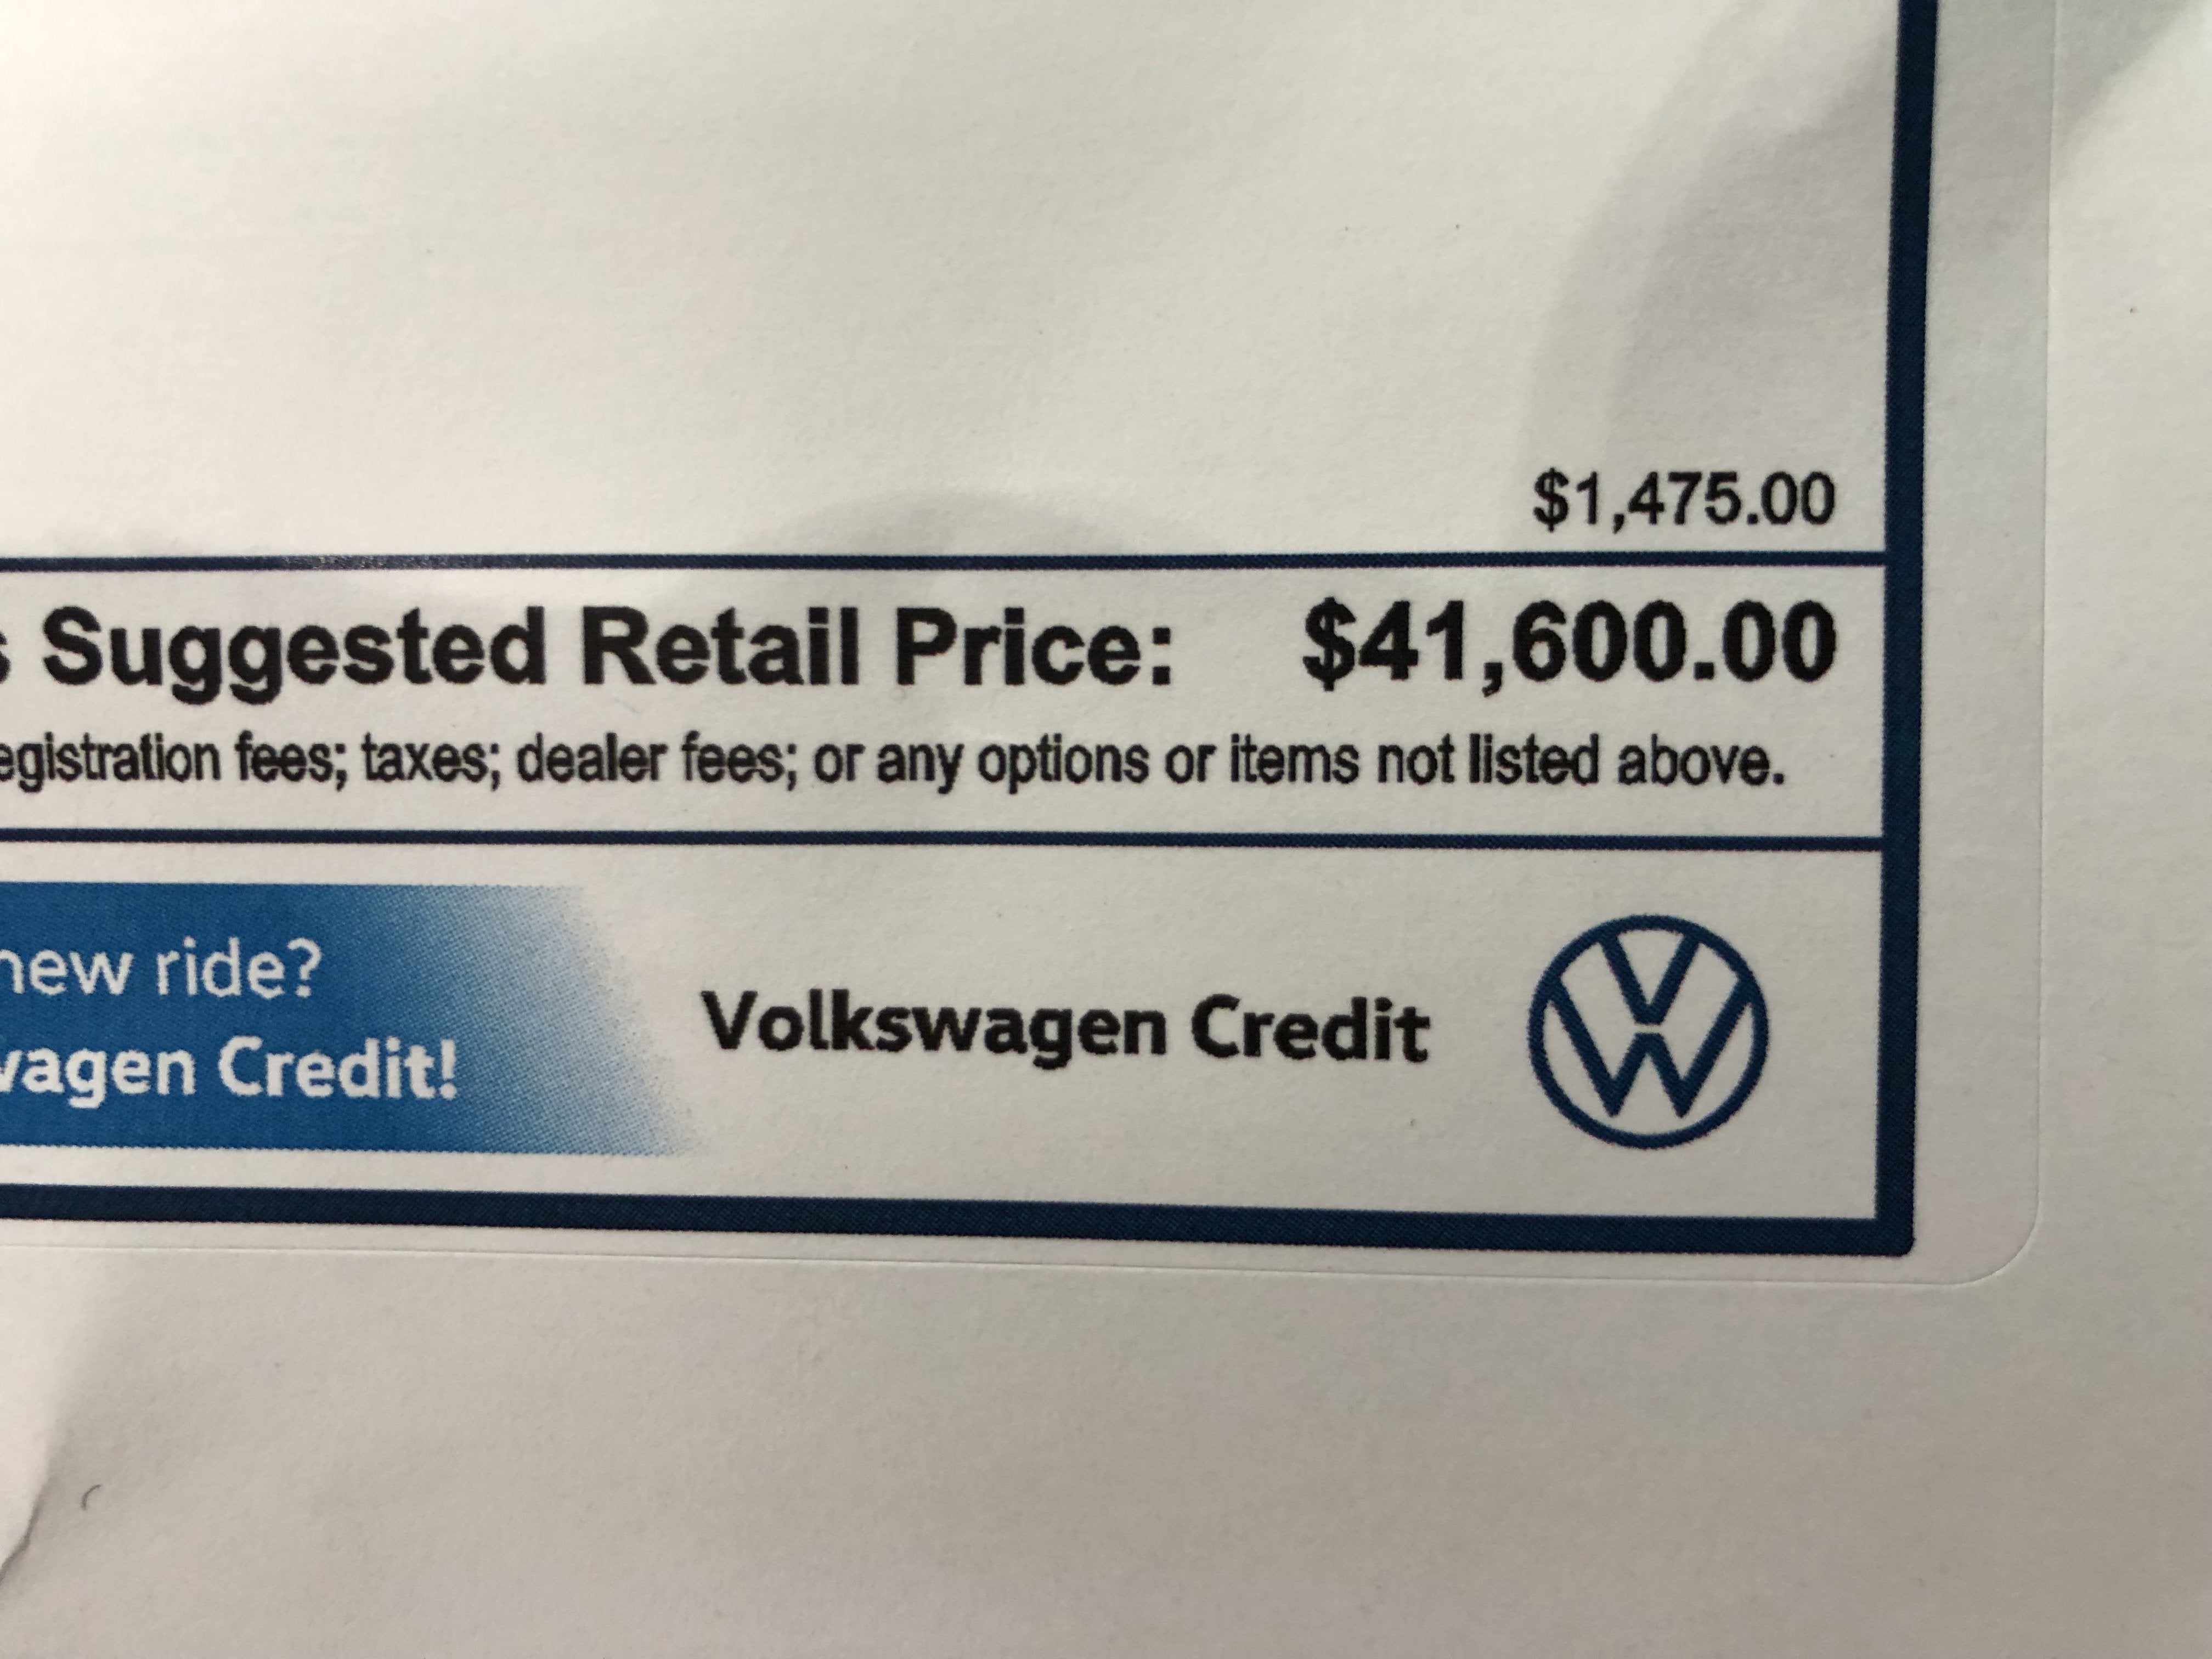 $1,475.00
s Suggested Retail Price: $41,600.00
egistration fees; taxes; dealer fees; or any options or items not listed above.
new ride?
wagen Credit!
Volkswagen Credit